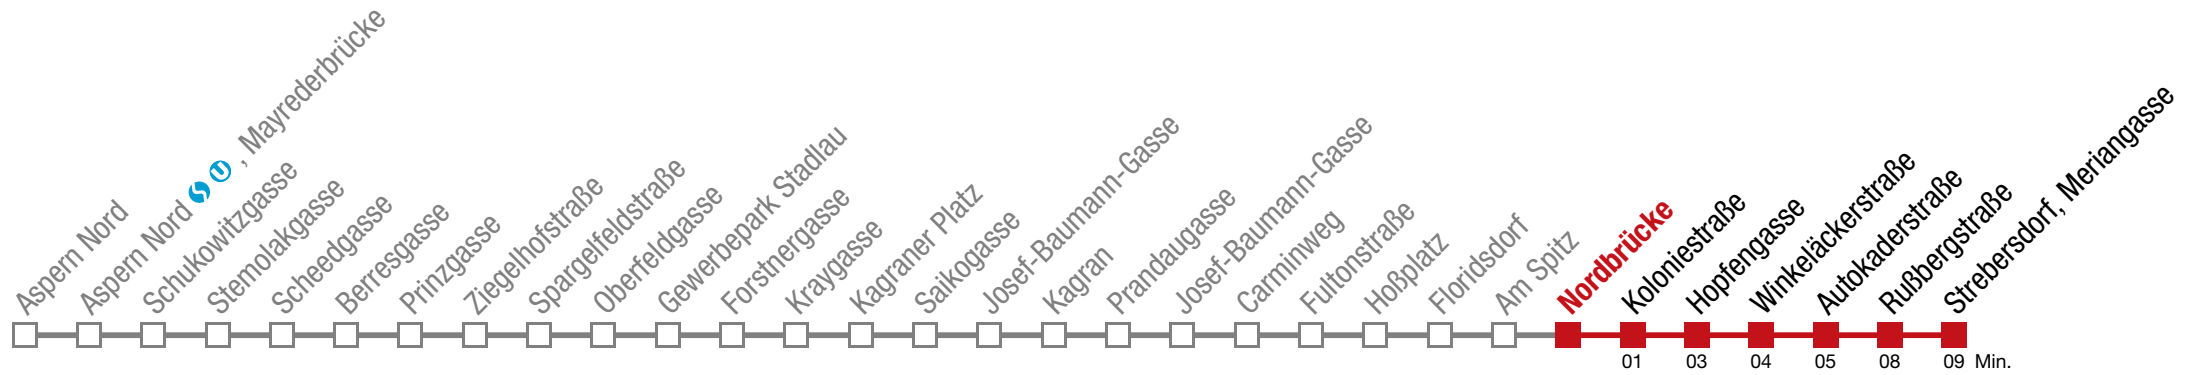 Aspern Nord
Aspern Nord S U , Mayrederbrücke
Schukowitzgasse
Stemolakgasse
Scheedgasse
Berresgasse
Prinzgasse
Ziegelhofstraße
Spargelfeldstraße
Oberfeldgasse
Gewerbepark Stadlau
Forstnergasse
Kraygasse
Kagraner Platz
Saikogasse
Josef-Baumann-Gasse
Kagran
Prandaugasse
Josef-Baumann-Gasse
Carminweg
Fultonstraße
Hoßplatz
Floridsdorf
Am Spitz
Nordbrücke
Koloniestraße
Hopfengasse
Winkeläckerstraße
Autokaderstraße
Rußbergstraße
Strebersdorf, Meriangasse
01 03 04 05 08 09 Min.